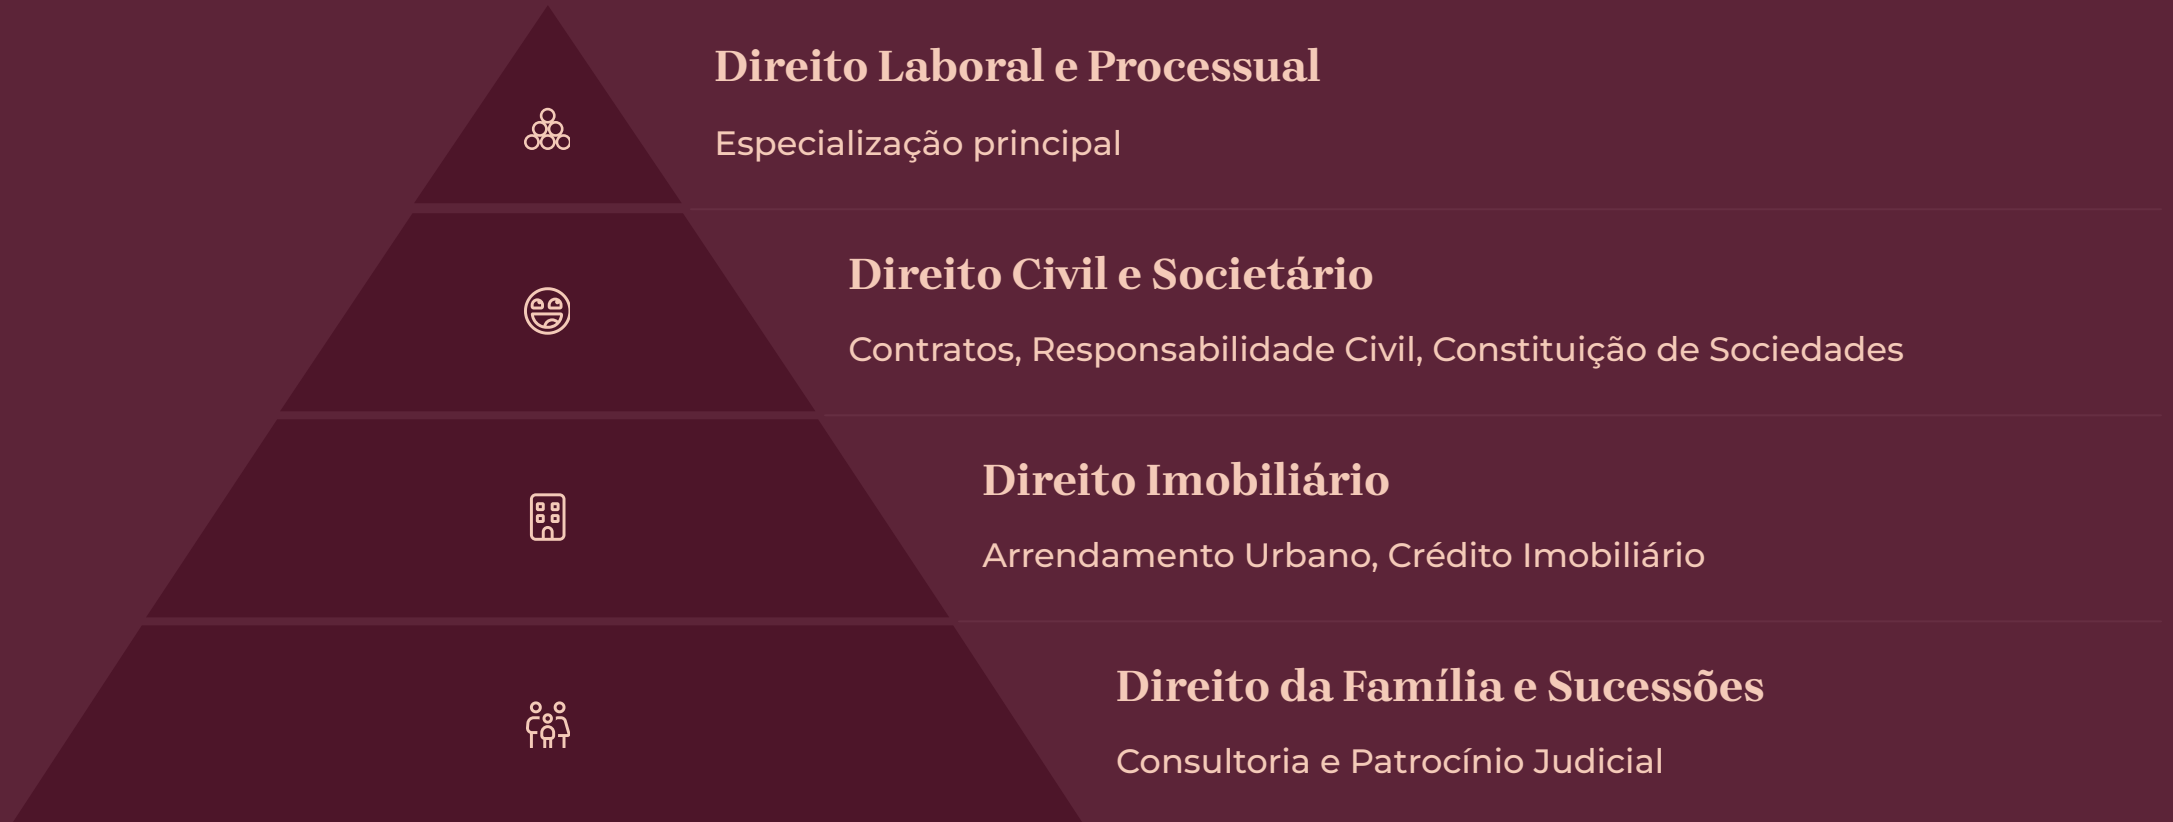 Direito Laboral e Processual
Especialização principal
Direito Civil e Societário
Contratos, Responsabilidade Civil, Constituição de Sociedades
Direito Imobiliário
Arrendamento Urbano, Crédito Imobiliário
Direito da Família e Sucessões
Consultoria e Patrocínio Judicial